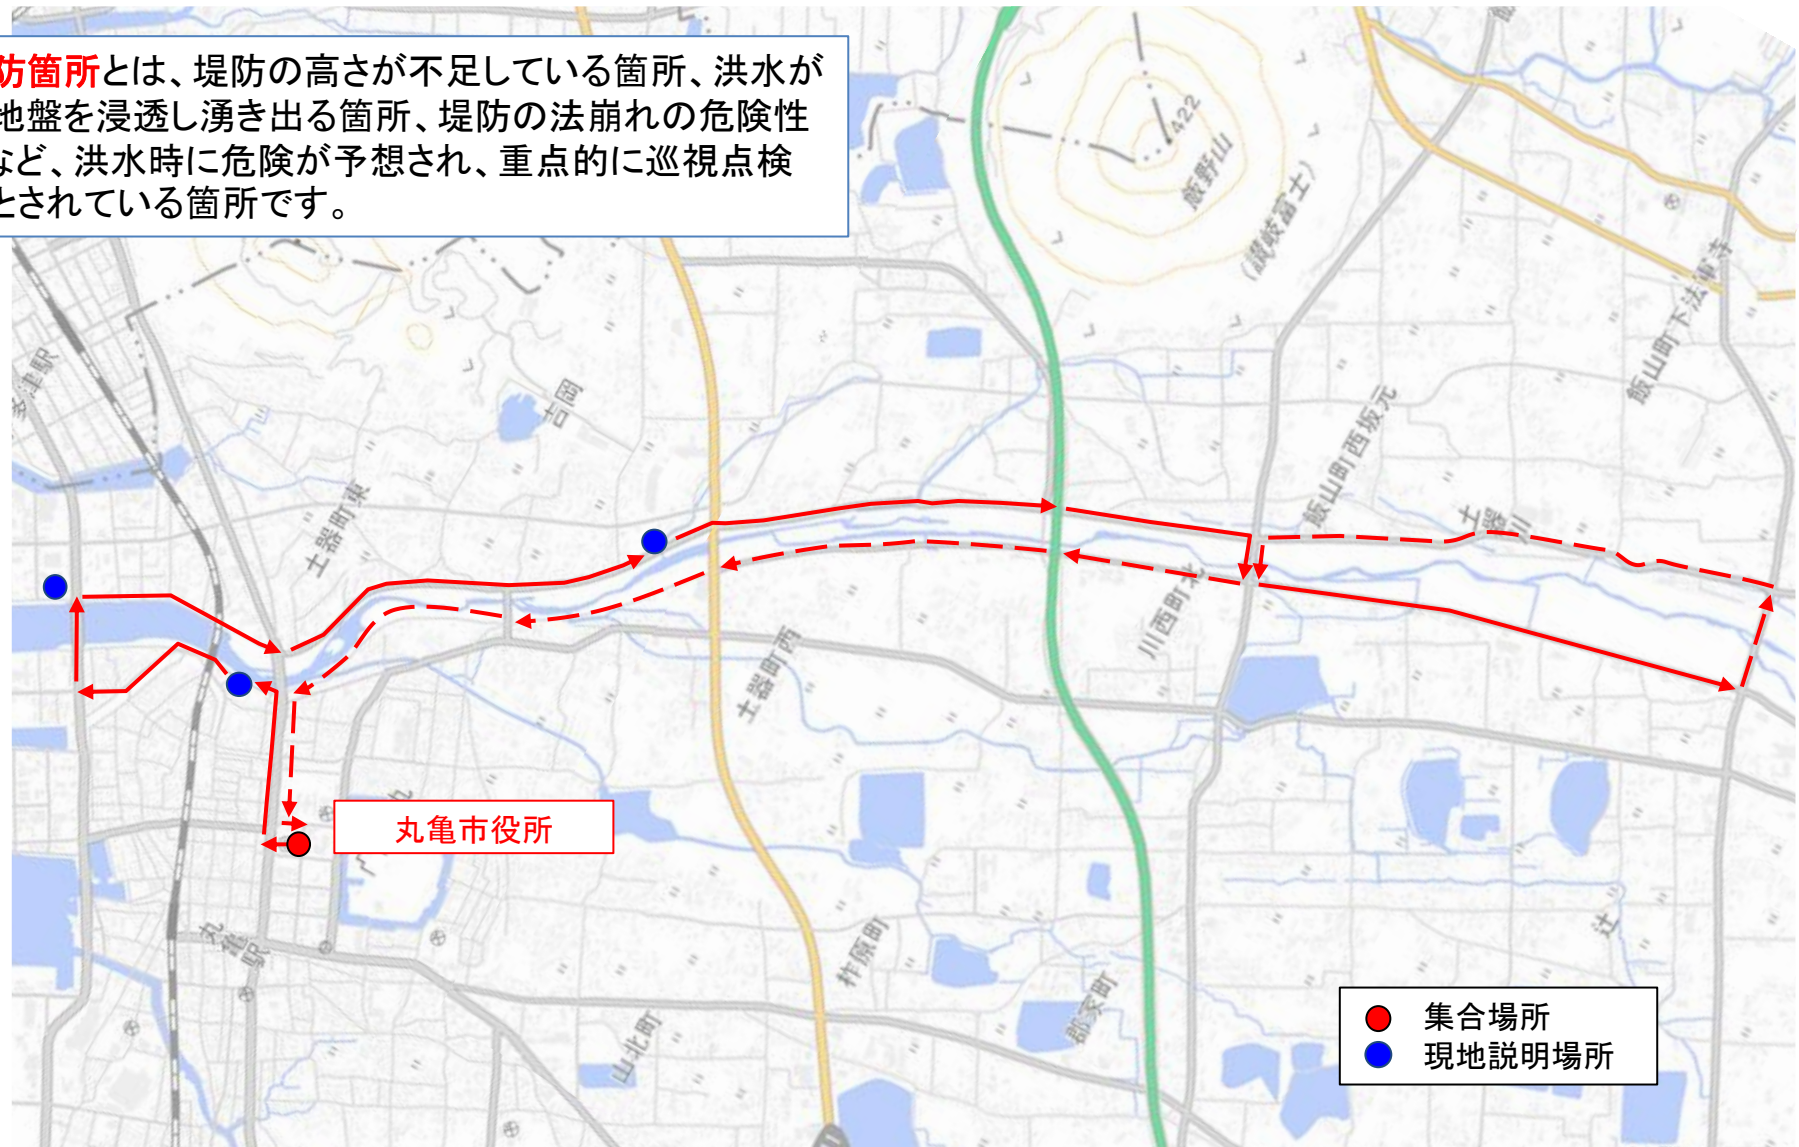 防箇所とは、堤防の高さが不足している箇所、洪水が
地盤を浸透し湧き出る箇所、堤防の法崩れの危険性
など、洪水時に危険が予想され、重点的に巡視点検
とされている箇所です。
422
飯野山
(讃岐富士)
飯山町下法軍寺
多津駅
吉岡
土器町東
飯山町西坂元
土器川
川西町北
土器町西
丸亀市役所
丸亀駅
柞原町
郡家町
山北町
辻
集合場所
現地説明場所